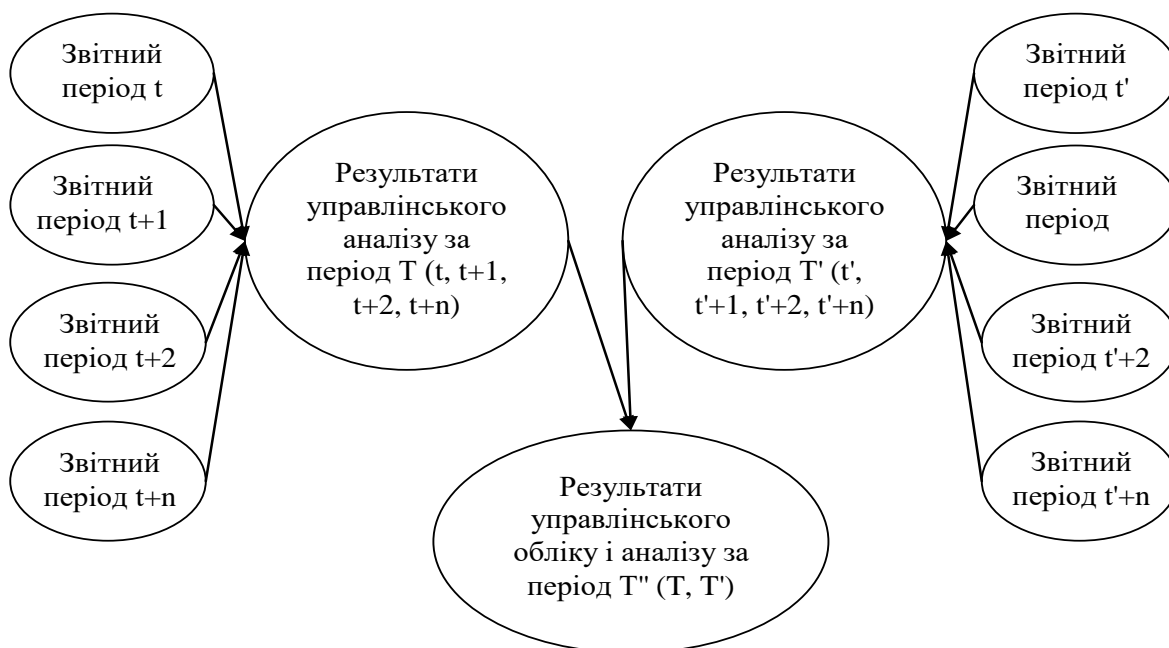 Звітний
період t
Звітний
період t+1
Звітний
період t+2
Звітний
період t+n
Результати
управлінського
аналізу за
період T (t, t+1,
t+2, t+n)
Результати
управлінського
аналізу за
період T' (t',
t'+1, t'+2, t'+n)
Звітний
період t'
Звітний
період
Звітний
період t'+2
Звітний
період t'+n
Результати
управлінського
обліку і аналізу за
період T" (T, T')